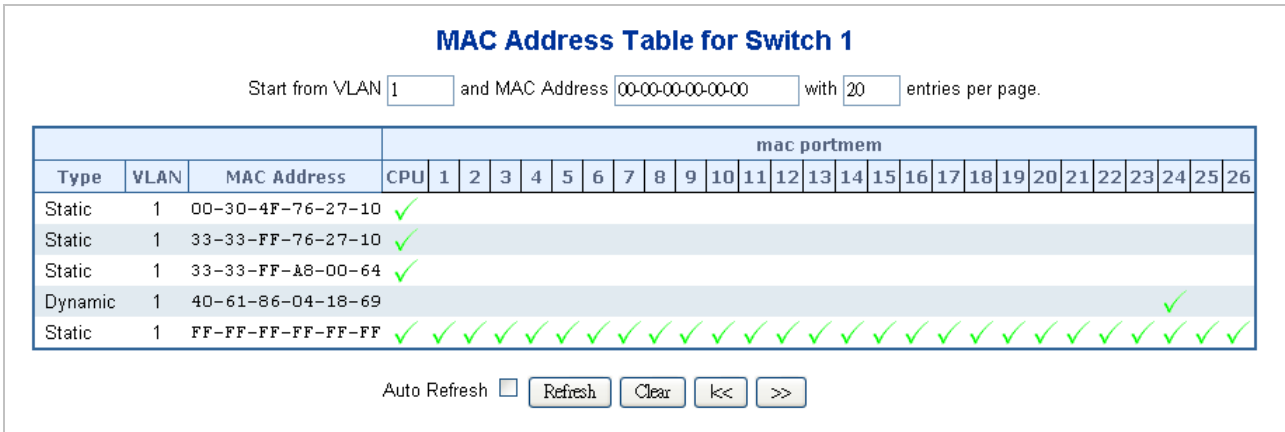 MAC Address Table for Switch 1
Start from VLAN 1 and MAC Address 00-00-00-00-00-00 with 20 entries per page.
mac portmem
Type VLAN MAC Address CPU 1 2 3 4 5 6 7 8 9 10 11 12 13 14 15 16 17 18 19 20 21 22 23 24 25 26
Static 1 00-30-4F-76-27-10 ✓
Static 1 33-33-FF-76-27-10 ✓
Static 1 33-33-FF-A8-00-64 ✓
Dynamic 1 40-61-86-04-18-69 ✓
Static 1 FF-FF-FF-FF-FF-FF ✓ ✓ ✓ ✓ ✓ ✓ ✓ ✓ ✓ ✓ ✓ ✓ ✓ ✓ ✓ ✓ ✓ ✓ ✓ ✓ ✓ ✓ ✓ ✓ ✓ ✓ ✓
Auto Refresh Refresh Clear |<< >>